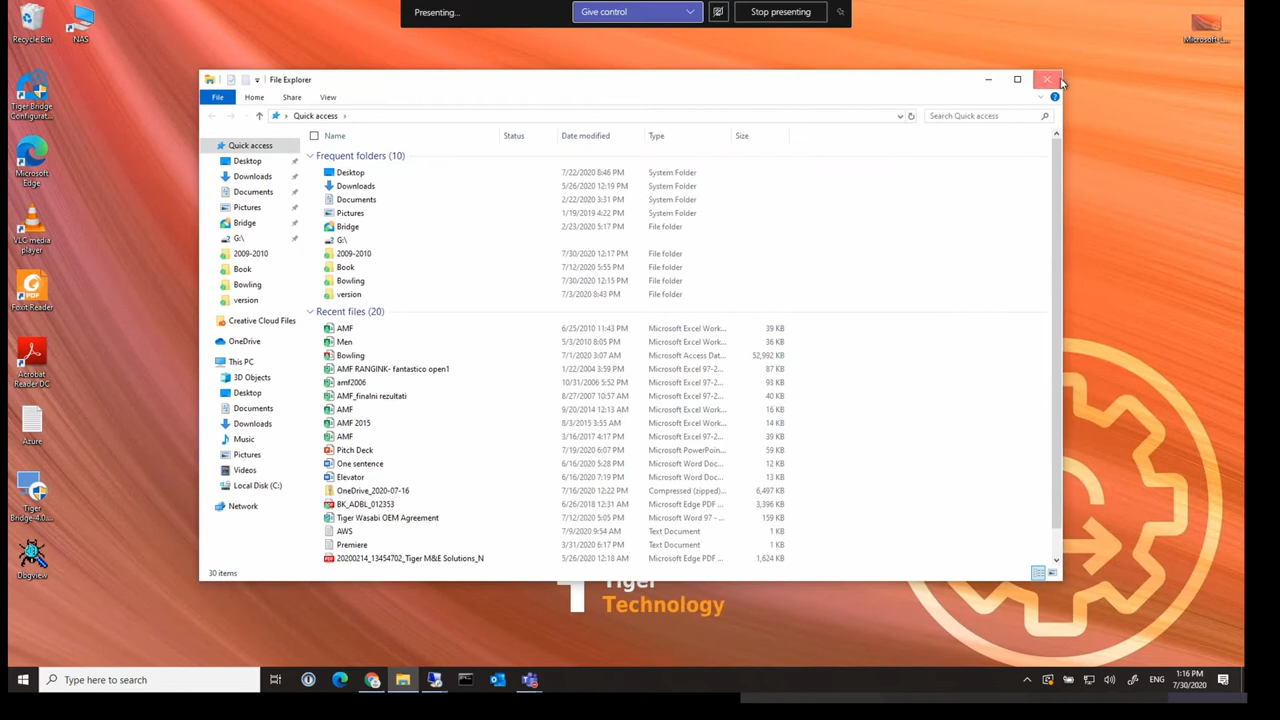 Presenting...
Give control
Stop presenting
Recycle Bin
NAS
Microsoft L...
Tiger Bridge Configurat...
Microsoft Edge
VLC media player
Foxit Reader
Acrobat Reader DC
Azure
Tiger Bridge-4.0...
Dbgview
File Explorer
File Home Share View
Quick access
Search Quick access
Quick access
Desktop
Downloads
Documents
Pictures
Bridge
G:\
2009-2010
Book
Bowling
version
Creative Cloud Files
OneDrive
This PC
3D Objects
Desktop
Documents
Downloads
Music
Pictures
Videos
Local Disk (C:)
Network
Name Status Date modified Type Size
Frequent folders (10)
Desktop 7/22/2020 8:46 PM System Folder
Downloads 5/26/2020 12:19 PM System Folder
Documents 2/22/2020 3:31 PM System Folder
Pictures 1/19/2019 4:22 PM System Folder
Bridge 2/23/2020 5:17 PM File folder
G:\
2009-2010 7/30/2020 12:17 PM File folder
Book 7/12/2020 5:55 PM File folder
Bowling 7/30/2020 12:15 PM File folder
version 7/3/2020 8:43 PM File folder
Recent files (20)
AMF 6/25/2010 11:43 PM Microsoft Excel Work... 39 KB
Men 5/3/2010 8:05 PM Microsoft Excel Work... 36 KB
Bowling 7/1/2020 3:07 AM Microsoft Access Dat... 52,992 KB
AMF RANGINK- fantastico open1 1/22/2004 3:59 PM Microsoft Excel 97-2... 87 KB
amf2006 10/31/2006 5:52 PM Microsoft Excel 97-2... 93 KB
AMF_finalni rezultati 8/27/2007 10:57 AM Microsoft Excel 97-2... 40 KB
AMF 9/20/2014 12:13 AM Microsoft Excel Work... 16 KB
AMF 2015 8/3/2015 3:55 AM Microsoft Excel Work... 14 KB
AMF 3/16/2017 4:17 PM Microsoft Excel 97-2... 39 KB
Pitch Deck 7/19/2020 6:07 PM Microsoft PowerPoin... 59 KB
One sentence 6/16/2020 5:28 PM Microsoft Word Doc... 12 KB
Elevator 6/16/2020 7:19 PM Microsoft Word Doc... 13 KB
OneDrive_2020-07-16 7/16/2020 12:22 PM Compressed (zipped)... 6,497 KB
BK_ADBL_012353 6/26/2018 12:31 AM Microsoft Edge PDF ... 3,396 KB
Tiger Wasabi OEM Agreement 7/12/2020 5:05 PM Microsoft Word 97 - ... 159 KB
AWS 7/9/2020 9:54 AM Text Document 1 KB
Premiere 3/31/2020 6:17 PM Text Document 1 KB
20200214_13454702_Tiger M&E Solutions_N 5/26/2020 12:18 AM Microsoft Edge PDF ... 1,624 KB
30 items
Tiger
Technology
Type here to search
ENG
1:16 PM
7/30/2020